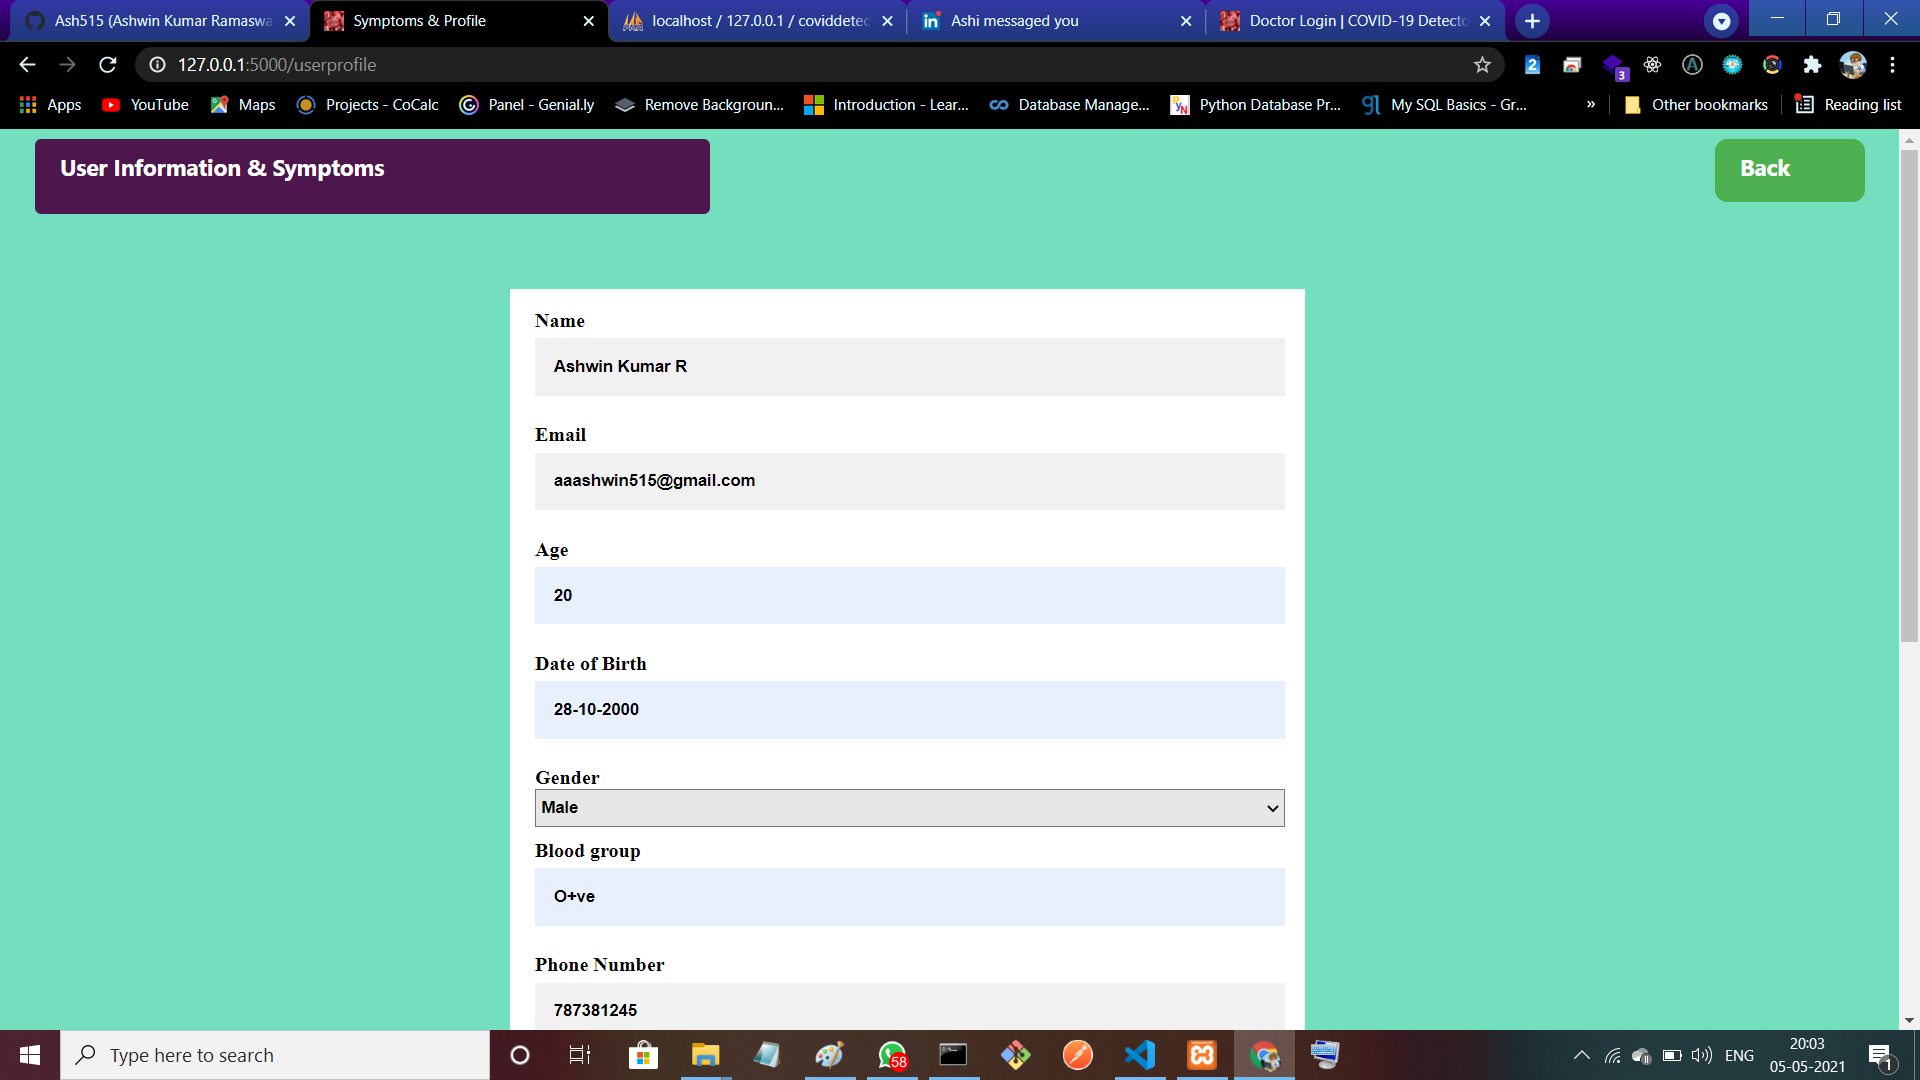 Ash515 (Ashwin Kumar Ramaswa
Symptoms & Profile
localhost / 127.0.0.1 / coviddetec
Ashi messaged you
Doctor Login | COVID-19 Detecto
127.0.0.1:5000/userprofile
2
3
Apps
YouTube
Maps
Projects - CoCalc
Panel - Genial.ly
Remove Backgroun...
Introduction - Lear...
Database Manage...
Python Database Pr...
My SQL Basics - Gr...
»
Other bookmarks
Reading list
User Information & Symptoms
Back
Name
Ashwin Kumar R
Email
aaashwin515@gmail.com
Age
20
Date of Birth
28-10-2000
Gender
Male
Blood group
O+ve
Phone Number
787381245
Type here to search
58
ENG
20:03
05-05-2021
1